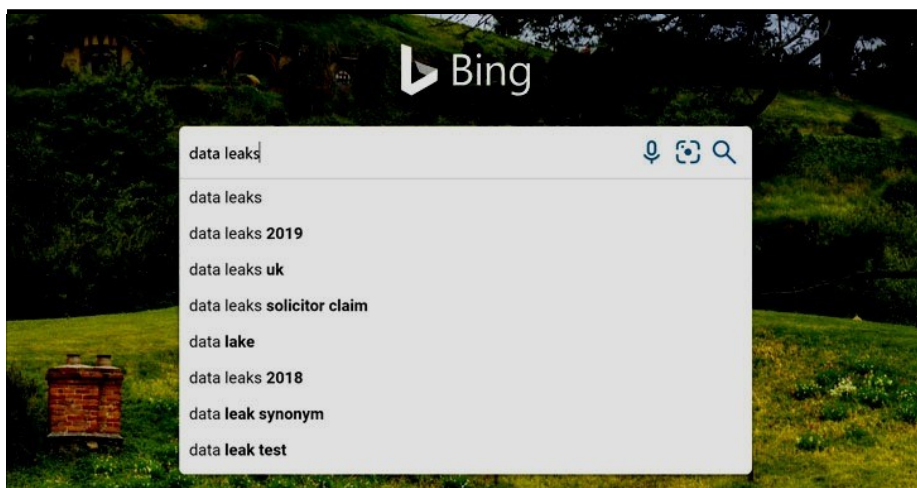 Bing
data leaks
data leaks
data leaks 2019
data leaks uk
data leaks solicitor claim
data lake
data leaks 2018
data leak synonym
data leak test